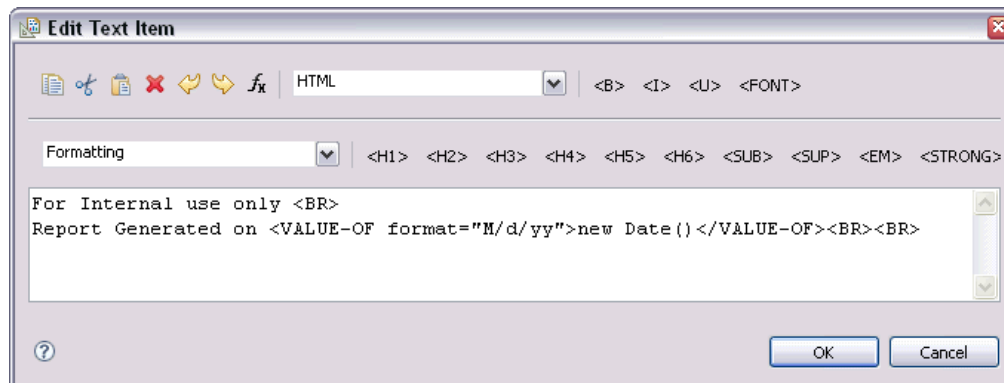 Edit Text Item
fx HTML <B> <I> <U> <FONT>
Formatting <H1> <H2> <H3> <H4> <H5> <H6> <SUB> <SUP> <EM> <STRONG>
For Internal use only <BR>
Report Generated on <VALUE-OF format="M/d/yy">new Date()</VALUE-OF><BR><BR>
? OK Cancel